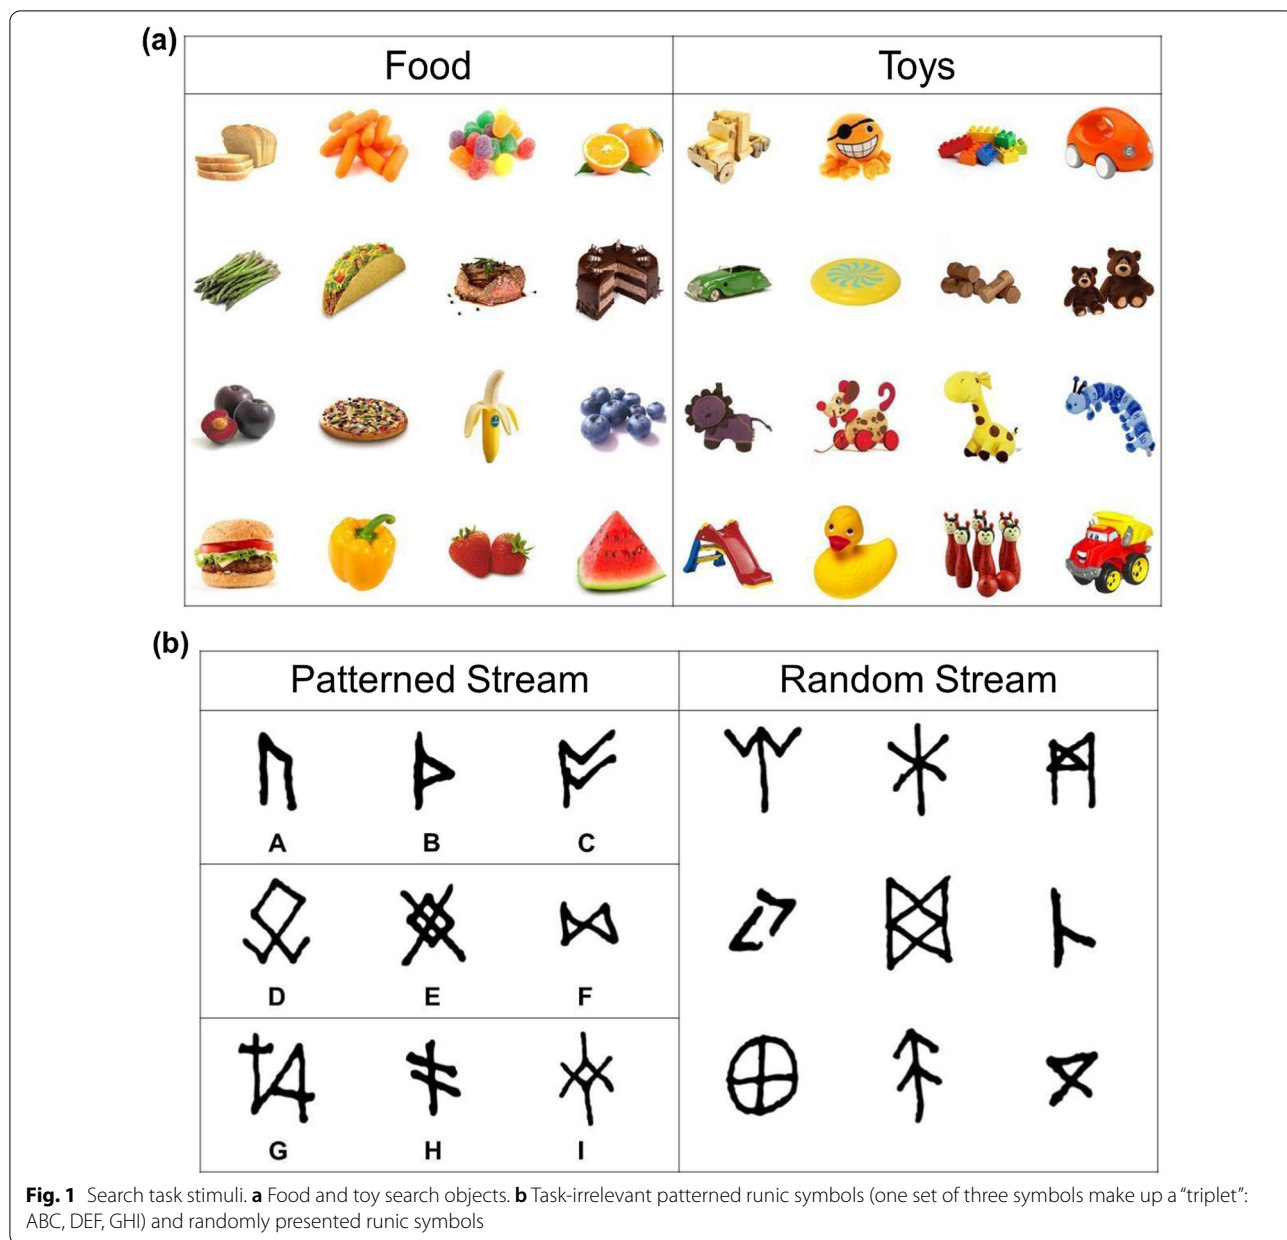 (a)
Food Toys
(b)
Patterned Stream Random Stream
A B C
D E F
G H I
Fig. 1 Search task stimuli. a Food and toy search objects. b Task-irrelevant patterned runic symbols (one set of three symbols make up a “triplet”:
ABC, DEF, GHI) and randomly presented runic symbols